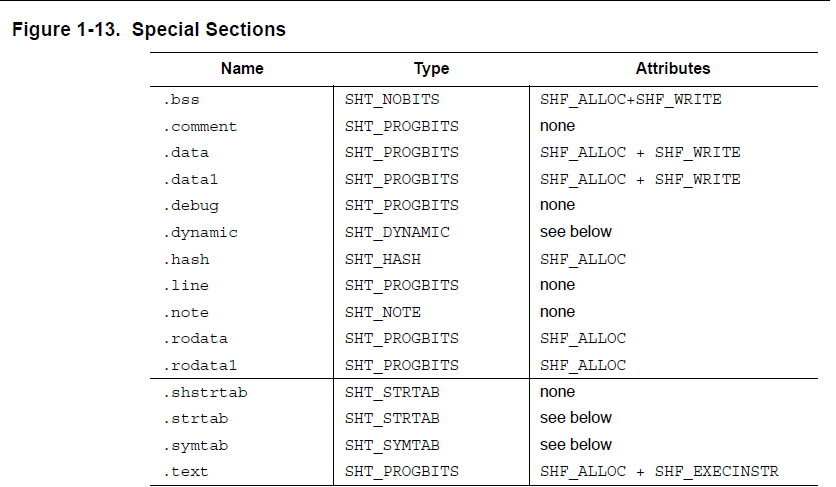 Figure 1-13. Special Sections
Name Type Attributes
.bss SHT_NOBITS SHF_ALLOC+SHF_WRITE
.comment SHT_PROGBITS none
.data SHT_PROGBITS SHF_ALLOC + SHF_WRITE
.data1 SHT_PROGBITS SHF_ALLOC + SHF_WRITE
.debug SHT_PROGBITS none
.dynamic SHT_DYNAMIC see below
.hash SHT_HASH SHF_ALLOC
.line SHT_PROGBITS none
.note SHT_NOTE none
.rodata SHT_PROGBITS SHF_ALLOC
.rodata1 SHT_PROGBITS SHF_ALLOC
.shstrtab SHT_STRTAB none
.strtab SHT_STRTAB see below
.symtab SHT_SYMTAB see below
.text SHT_PROGBITS SHF_ALLOC + SHF_EXECINSTR